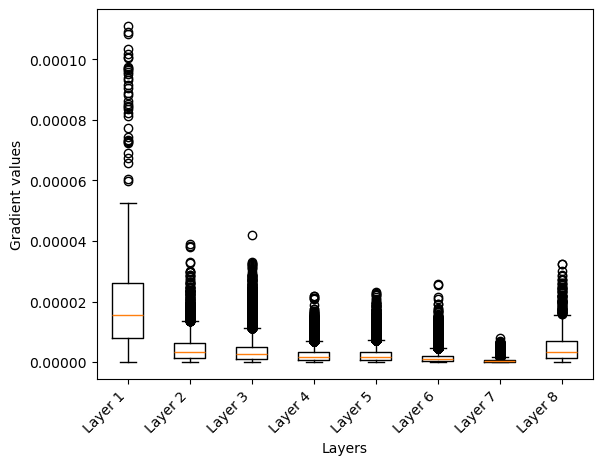 Gradient values
0.00010
0.00008
0.00006
0.00004
0.00002
0.00000
Layer 1
Layer 2
Layer 3
Layer 4
Layer 5
Layer 6
Layer 7
Layer 8
Layers